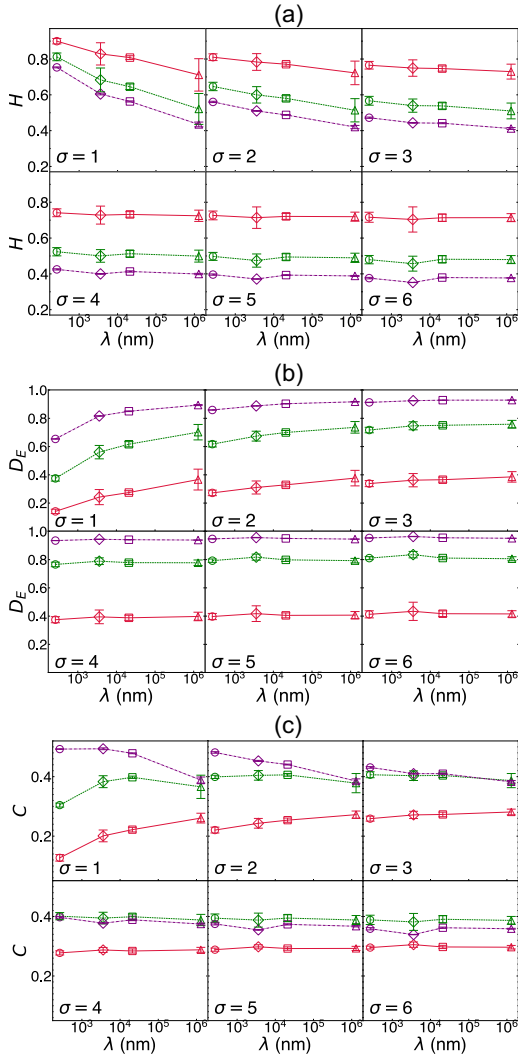 (a)
0.8
0.6
0.4
0.2
H
σ = 1
σ = 2
σ = 3
0.8
0.6
0.4
0.2
H
σ = 4
σ = 5
σ = 6
10³ 10⁴ 10⁵ 10⁶ 10³ 10⁴ 10⁵ 10⁶ 10³ 10⁴ 10⁵ 10⁶
λ (nm) λ (nm) λ (nm)
(b)
1.0
0.8
0.6
0.4
0.2
D_E
σ = 1
σ = 2
σ = 3
1.0
0.8
0.6
0.4
D_E
σ = 4
σ = 5
σ = 6
10³ 10⁴ 10⁵ 10⁶ 10³ 10⁴ 10⁵ 10⁶ 10³ 10⁴ 10⁵ 10⁶
λ (nm) λ (nm) λ (nm)
(c)
0.4
0.2
C
σ = 1
σ = 2
σ = 3
0.4
0.2
C
σ = 4
σ = 5
σ = 6
10³ 10⁴ 10⁵ 10⁶ 10³ 10⁴ 10⁵ 10⁶ 10³ 10⁴ 10⁵ 10⁶
λ (nm) λ (nm) λ (nm)